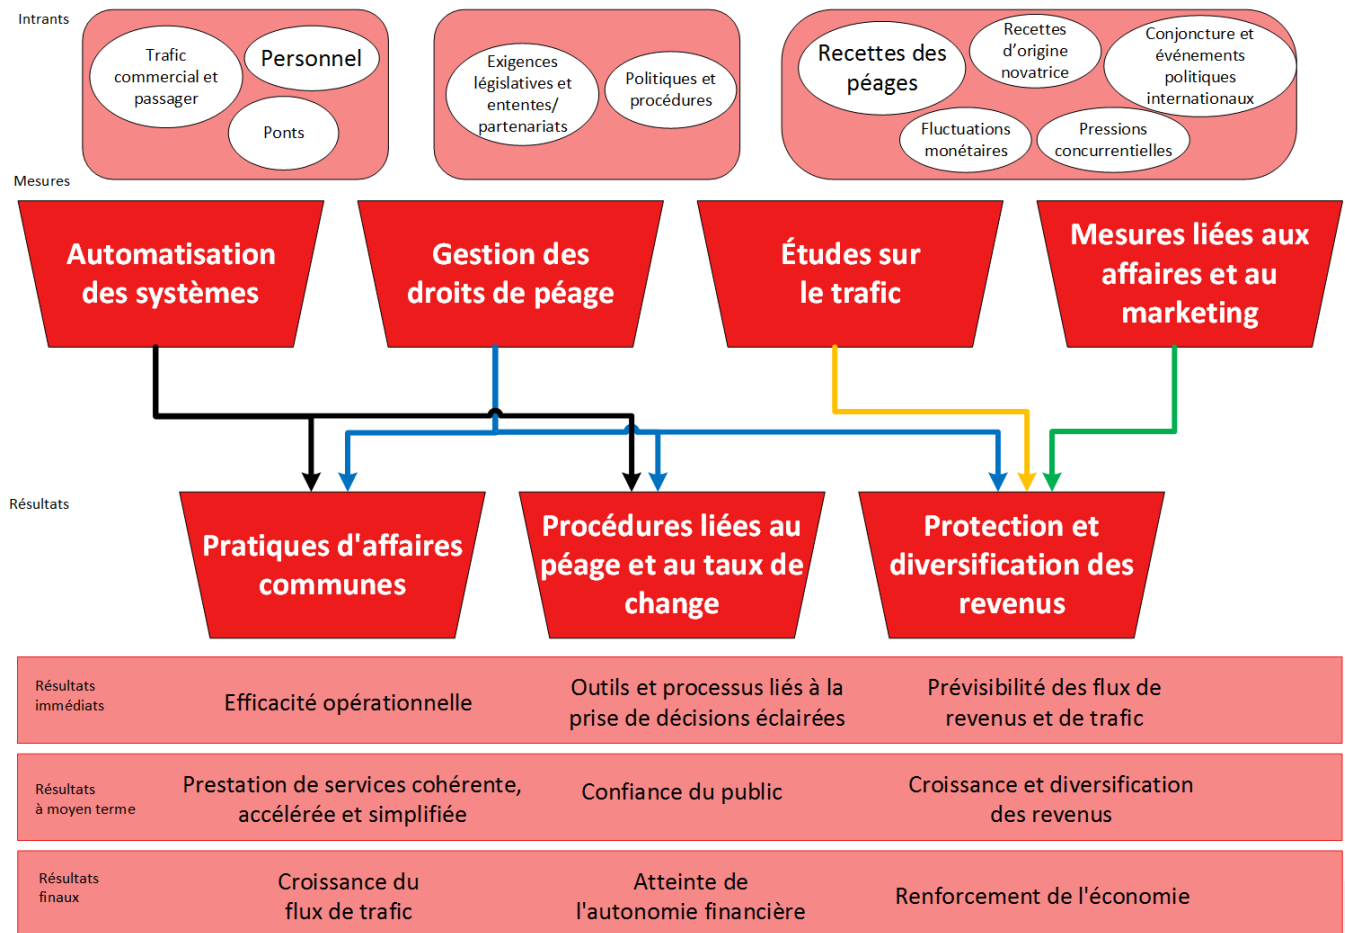 Intrants
Trafic
commercial et
passager
Personnel
Ponts
Exigences
législatives et
ententes/
partenariats
Politiques et
procédures
Recettes des
péages
Recettes
d'origine
novatrice
Conjoncture et
événements
politiques
internationaux
Fluctuations
monétaires
Pressions
concurrentielles
Mesures
Automatisation
des systèmes
Gestion des
droits de péage
Études sur
le trafic
Mesures liées aux
affaires et au
marketing
Résultats
Pratiques d'affaires
communes
Procédures liées au
péage et au taux de
change
Protection et
diversification des
revenus
Résultats
immédiats
Efficacité opérationnelle
Outils et processus liés à la
prise de décisions éclairées
Prévisibilité des flux de
revenus et de trafic
Résultats
à moyen terme
Prestation de services cohérente,
accélérée et simplifiée
Confiance du public
Croissance et diversification
des revenus
Résultats
finaux
Croissance du
flux de trafic
Atteinte de
l'autonomie financière
Renforcement de l'économie